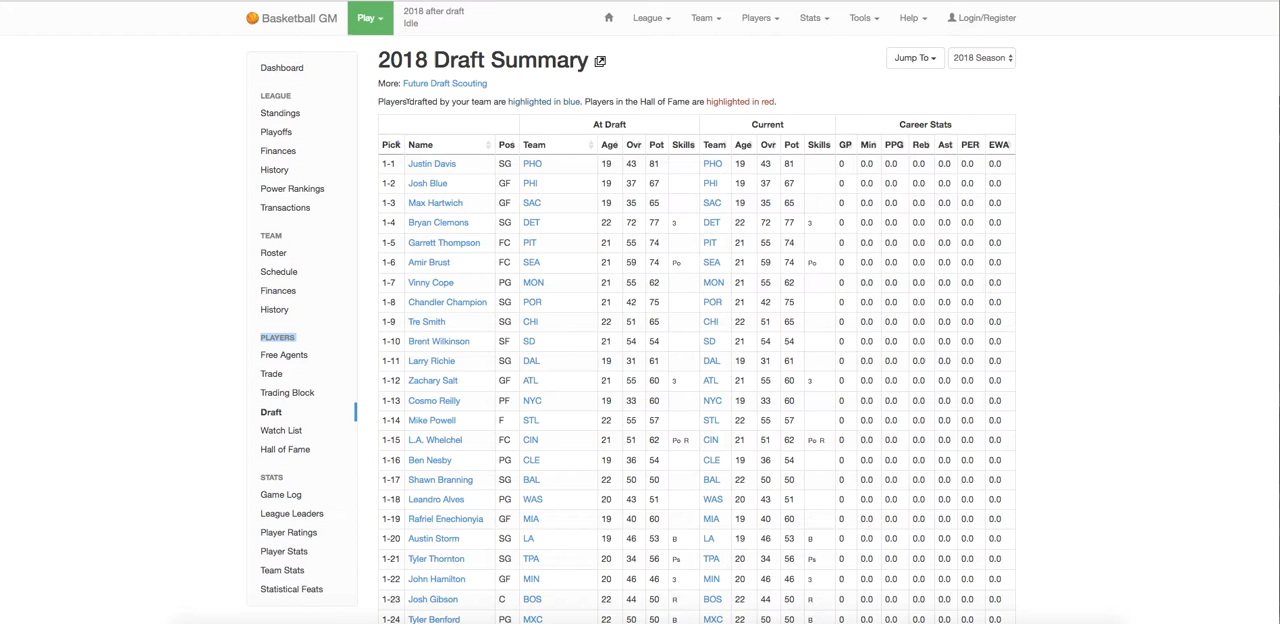 Basketball GM
Play
2018 after draft
Idle
League
Team
Players
Stats
Tools
Help
Login/Register
Dashboard
LEAGUE
Standings
Playoffs
Finances
History
Power Rankings
Transactions
TEAM
Roster
Schedule
Finances
History
PLAYERS
Free Agents
Trade
Trading Block
Draft
Watch List
Hall of Fame
STATS
Game Log
League Leaders
Player Ratings
Player Stats
Team Stats
Statistical Feats
2018 Draft Summary
Jump To
2018 Season
More: Future Draft Scouting
Players drafted by your team are highlighted in blue. Players in the Hall of Fame are highlighted in red.
At Draft Current Career Stats
Pick Name Pos Team Age Ovr Pot Skills Team Age Ovr Pot Skills GP Min PPG Reb Ast PER EWA
1-1 Justin Davis SG PHO 19 43 81 PHO 19 43 81 0 0.0 0.0 0.0 0.0 0.0 0.0
1-2 Josh Blue GF PHI 19 37 67 PHI 19 37 67 0 0.0 0.0 0.0 0.0 0.0 0.0
1-3 Max Hartwich GF SAC 19 35 65 SAC 19 35 65 0 0.0 0.0 0.0 0.0 0.0 0.0
1-4 Bryan Clemons SG DET 22 72 77 3 DET 22 72 77 3 0 0.0 0.0 0.0 0.0 0.0 0.0
1-5 Garrett Thompson FC PIT 21 55 74 PIT 21 55 74 0 0.0 0.0 0.0 0.0 0.0 0.0
1-6 Amir Brust FC SEA 21 59 74 Po SEA 21 59 74 Po 0 0.0 0.0 0.0 0.0 0.0 0.0
1-7 Vinny Cope PG MON 21 55 62 MON 21 55 62 0 0.0 0.0 0.0 0.0 0.0 0.0
1-8 Chandler Champion SG POR 21 42 75 POR 21 42 75 0 0.0 0.0 0.0 0.0 0.0 0.0
1-9 Tre Smith SG CHI 22 51 65 CHI 22 51 65 0 0.0 0.0 0.0 0.0 0.0 0.0
1-10 Brent Wilkinson SF SD 21 54 54 SD 21 54 54 0 0.0 0.0 0.0 0.0 0.0 0.0
1-11 Larry Richie SG DAL 19 31 61 DAL 19 31 61 0 0.0 0.0 0.0 0.0 0.0 0.0
1-12 Zachary Salt GF ATL 21 55 60 3 ATL 21 55 60 3 0 0.0 0.0 0.0 0.0 0.0 0.0
1-13 Cosmo Reilly PF NYC 19 33 60 NYC 19 33 60 0 0.0 0.0 0.0 0.0 0.0 0.0
1-14 Mike Powell F STL 22 55 57 STL 22 55 57 0 0.0 0.0 0.0 0.0 0.0 0.0
1-15 L.A. Whelchel FC CIN 21 51 62 Po R CIN 21 51 62 Po R 0 0.0 0.0 0.0 0.0 0.0 0.0
1-16 Ben Nesby PG CLE 19 36 54 CLE 19 36 54 0 0.0 0.0 0.0 0.0 0.0 0.0
1-17 Shawn Branning SG BAL 22 50 50 BAL 22 50 50 0 0.0 0.0 0.0 0.0 0.0 0.0
1-18 Leandro Alves PG WAS 20 43 51 WAS 20 43 51 0 0.0 0.0 0.0 0.0 0.0 0.0
1-19 Rafriel Enechionyia GF MIA 19 40 60 MIA 19 40 60 0 0.0 0.0 0.0 0.0 0.0 0.0
1-20 Austin Storm SG LA 19 46 53 B LA 19 46 53 B 0 0.0 0.0 0.0 0.0 0.0 0.0
1-21 Tyler Thornton SG TPA 20 34 56 Ps TPA 20 34 56 Ps 0 0.0 0.0 0.0 0.0 0.0 0.0
1-22 John Hamilton GF MIN 20 46 46 3 MIN 20 46 46 3 0 0.0 0.0 0.0 0.0 0.0 0.0
1-23 Josh Gibson C BOS 22 44 50 R BOS 22 44 50 R 0 0.0 0.0 0.0 0.0 0.0 0.0
1-24 Tyler Benford PG MXC 22 50 50 B MXC 22 50 50 B 0 0.0 0.0 0.0 0.0 0.0 0.0